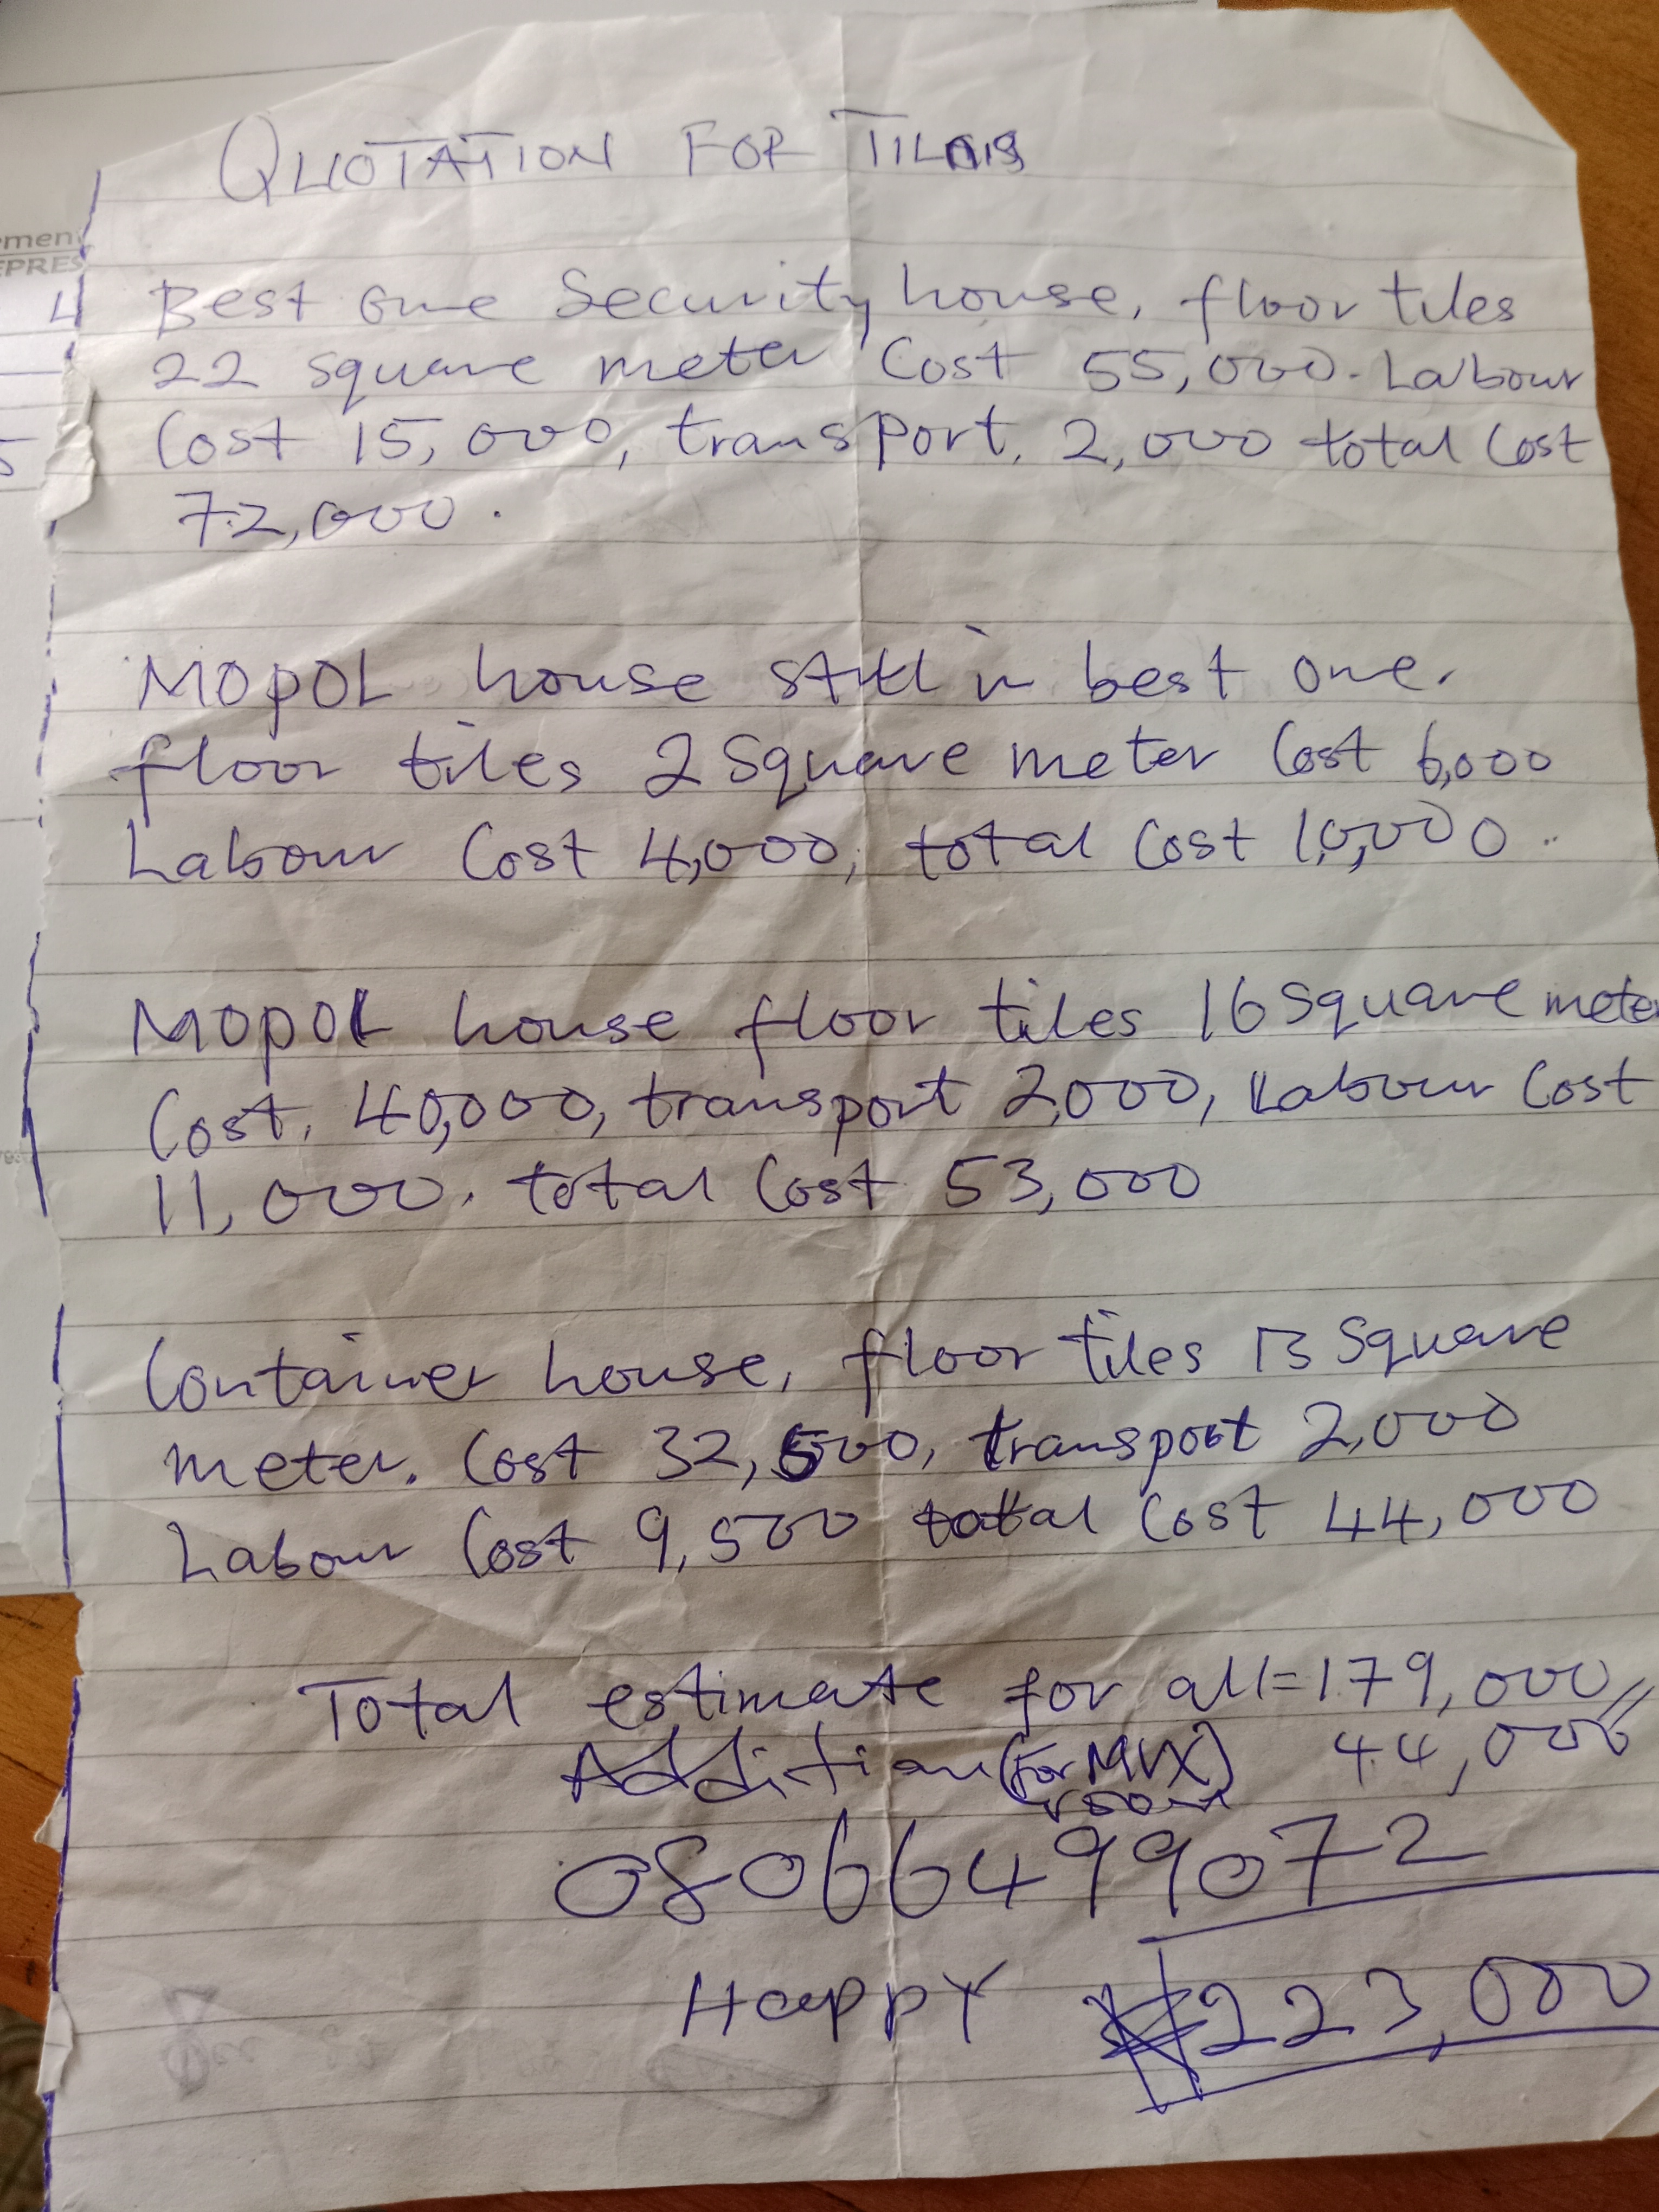 QUOTATION FOR TILNIS
Best one Security house, floor tiles
22 square meter Cost 55,000. Labour
Cost 15,000, transport, 2,000 total Cost
72,000.
MOPOL house still in best one.
floor tiles 2 Square meter Cost 6,000
Labour Cost 4,000, total Cost 10,000.
MOPOL house floor tiles 16 Square meter
Cost, 40,000, transport 2,000, Labour Cost
11,000. total Cost 53,000
Container house, floor tiles 13 Square
meter. Cost 32,500, transport 2,000
Labour Cost 9,500 total Cost 44,000
Total estimate for all = 179,000
Addition (For MVX room) 44,000
08066499072
Happy ₦223,000